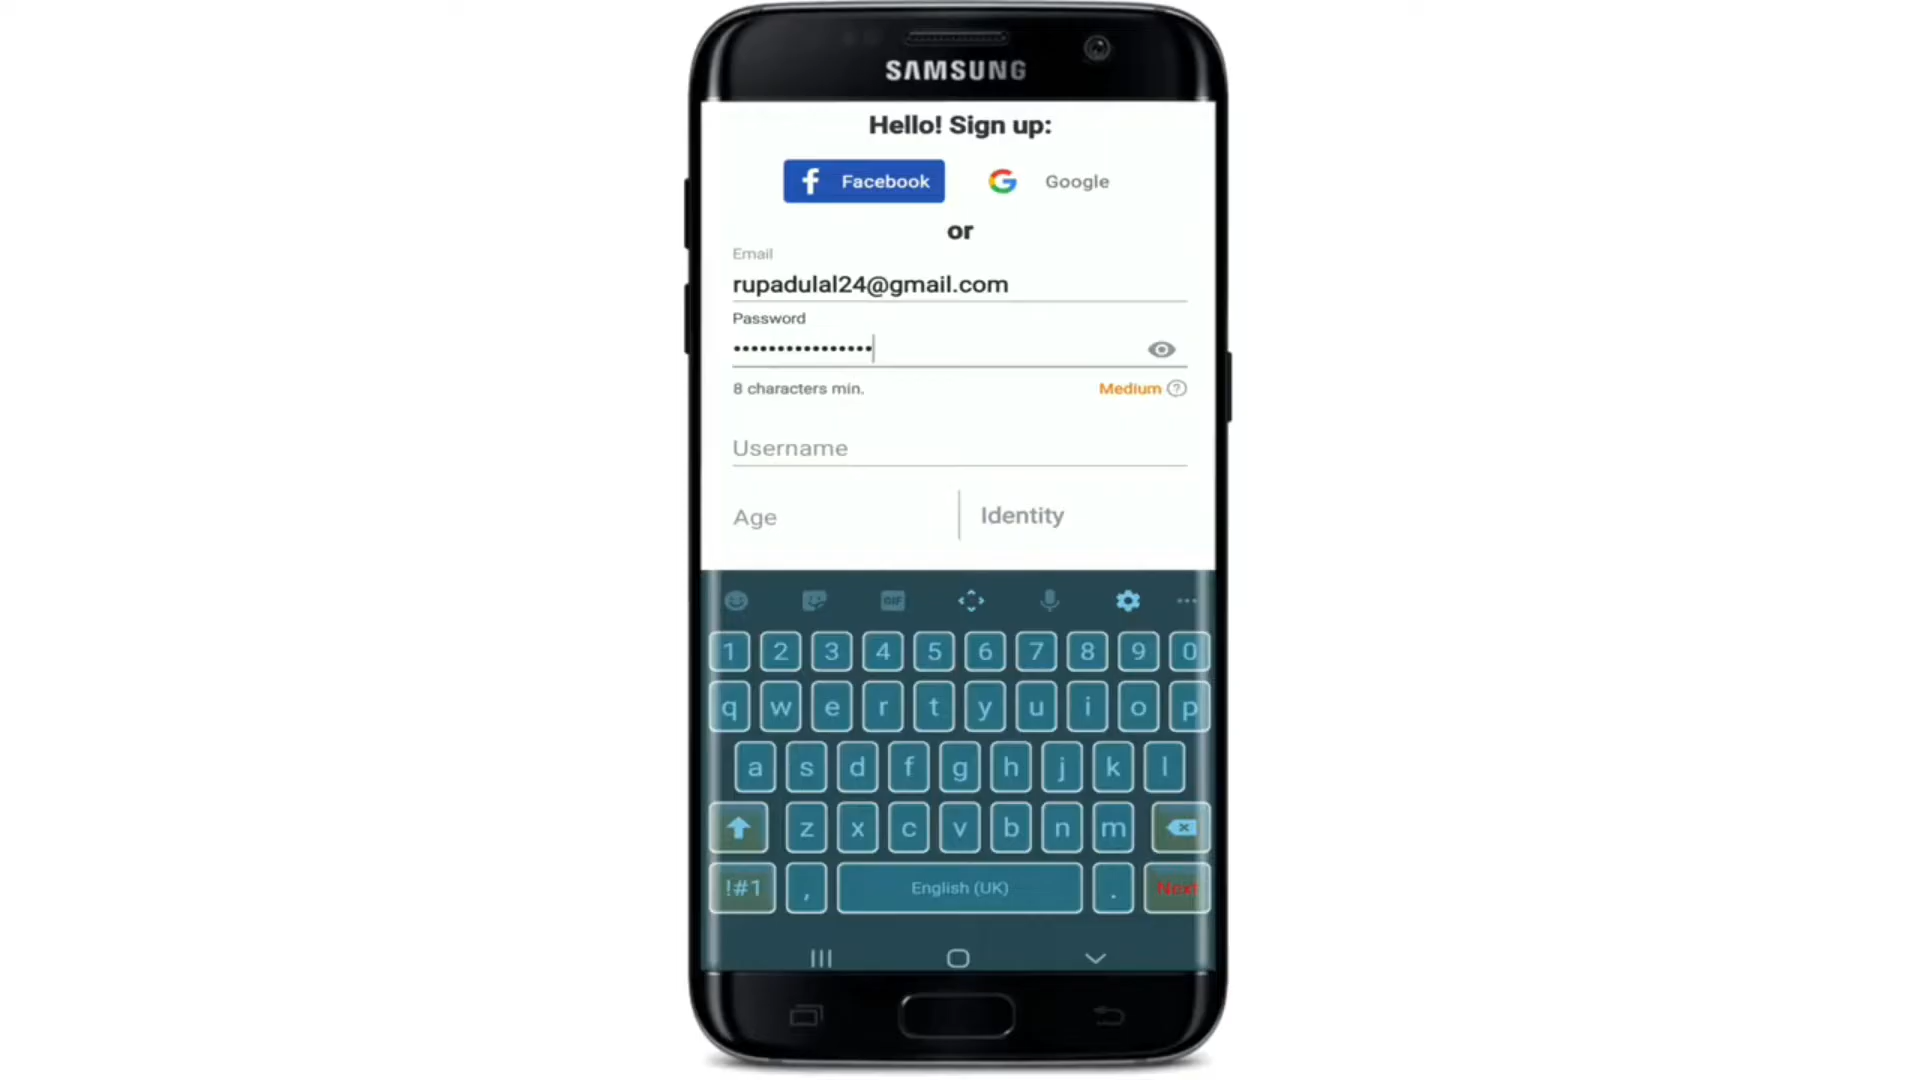 SAMSUNG
Hello! Sign up:
Facebook Google
or
Email
rupadulal24@gmail.com
Password
••••••••••••••••
8 characters min. Medium ?
Username
Age Identity
GIF
1 2 3 4 5 6 7 8 9 0
q w e r t y u i o p
a s d f g h j k l
z x c v b n m
!#1 , English (UK) . Next